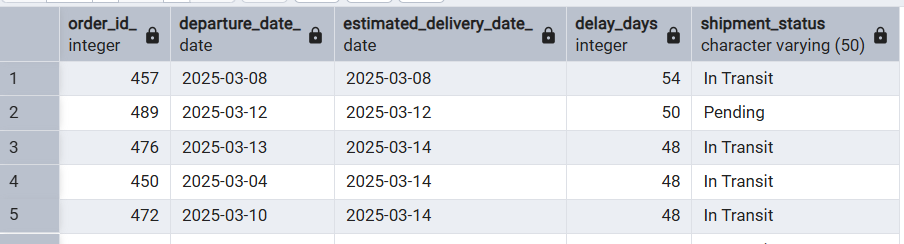 order_id_ departure_date_ estimated_delivery_date_ delay_days shipment_status
integer date date integer character varying (50)
1 457 2025-03-08 2025-03-08 54 In Transit
2 489 2025-03-12 2025-03-12 50 Pending
3 476 2025-03-13 2025-03-14 48 In Transit
4 450 2025-03-04 2025-03-14 48 In Transit
5 472 2025-03-10 2025-03-14 48 In Transit